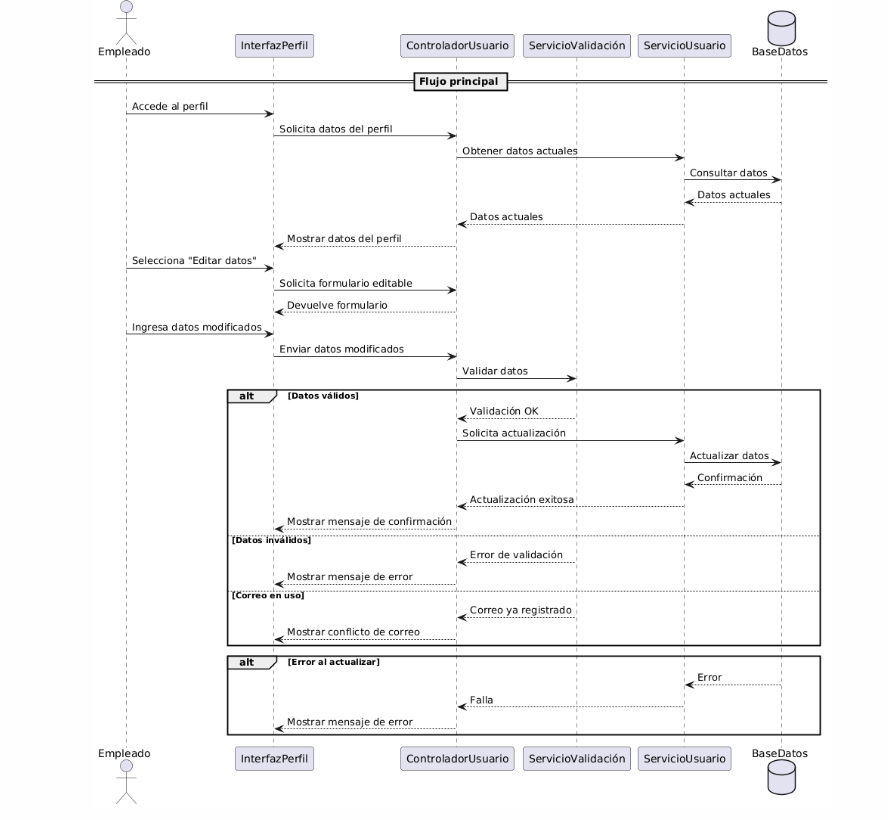 Empleado
InterfazPerfil
ControladorUsuario
ServicioValidación
ServicioUsuario
BaseDatos
Flujo principal
Accede al perfil
Solicita datos del perfil
Obtener datos actuales
Consultar datos
Datos actuales
Datos actuales
Mostrar datos del perfil
Selecciona "Editar datos"
Solicita formulario editable
Devuelve formulario
Ingresa datos modificados
Enviar datos modificados
Validar datos
alt [Datos válidos]
Validación OK
Solicita actualización
Actualizar datos
Confirmación
Actualización exitosa
Mostrar mensaje de confirmación
[Datos inválidos]
Error de validación
Mostrar mensaje de error
[Correo en uso]
Correo ya registrado
Mostrar conflicto de correo
alt [Error al actualizar]
Error
Falla
Mostrar mensaje de error
Empleado
InterfazPerfil
ControladorUsuario
ServicioValidación
ServicioUsuario
BaseDatos